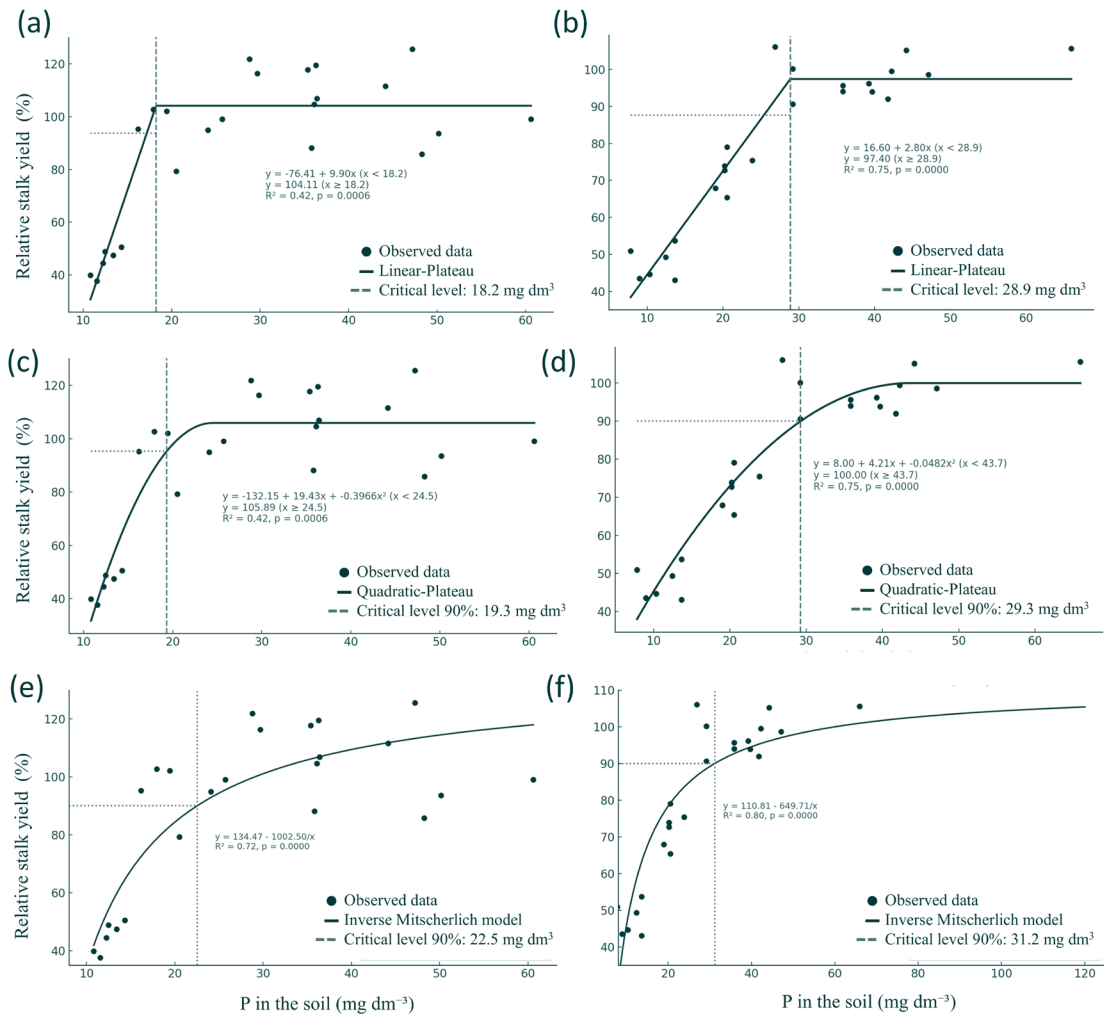 (a)
Relative stalk yield (%)
120
100
80
60
40
10 20 30 40 50 60
y = -76.41 + 9.90x (x < 18.2)
y = 104.11 (x ≥ 18.2)
R² = 0.42, p = 0.0006
Observed data
Linear-Plateau
Critical level: 18.2 mg dm³
(b)
100
90
80
70
60
50
40
10 20 30 40 50 60
y = 16.60 + 2.80x (x < 28.9)
y = 97.40 (x ≥ 28.9)
R² = 0.75, p = 0.0000
Observed data
Linear-Plateau
Critical level: 28.9 mg dm³
(c)
Relative stalk yield (%)
120
100
80
60
40
10 20 30 40 50 60
y = -132.15 + 19.43x + -0.3966x² (x < 24.5)
y = 105.89 (x ≥ 24.5)
R² = 0.42, p = 0.0006
Observed data
Quadratic-Plateau
Critical level 90%: 19.3 mg dm³
(d)
100
90
80
70
60
50
40
10 20 30 40 50 60
y = 8.00 + 4.21x + -0.0482x² (x < 43.7)
y = 100.00 (x ≥ 43.7)
R² = 0.75, p = 0.0000
Observed data
Quadratic-Plateau
Critical level 90%: 29.3 mg dm³
(e)
Relative stalk yield (%)
120
100
80
60
40
10 20 30 40 50 60
y = 134.47 - 1002.50/x
R² = 0.72, p = 0.0000
Observed data
Inverse Mitscherlich model
Critical level 90%: 22.5 mg dm³
P in the soil (mg dm⁻³)
(f)
110
100
90
80
70
60
50
40
20 40 60 80 100 120
y = 110.81 - 649.71/x
R² = 0.80, p = 0.0000
Observed data
Inverse Mitscherlich model
Critical level 90%: 31.2 mg dm³
P in the soil (mg dm⁻³)